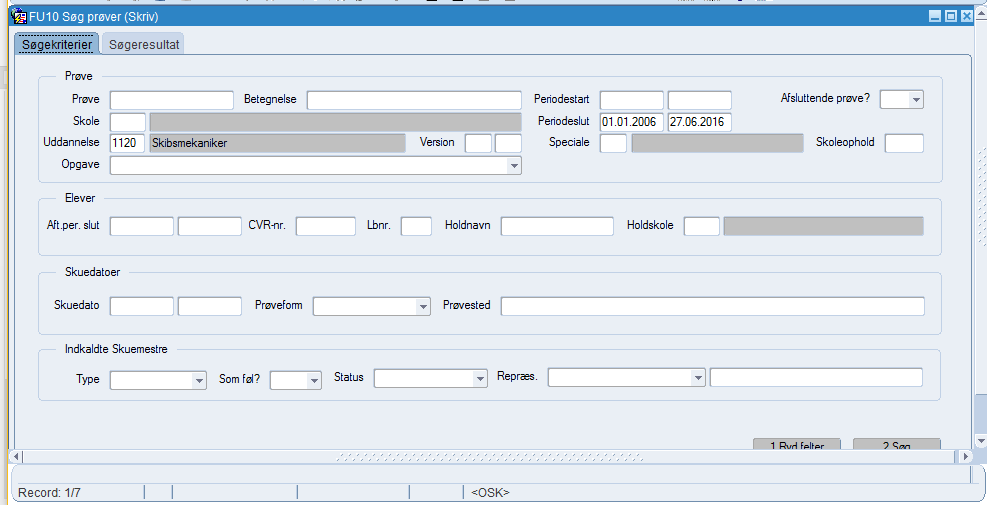 FU10 Søg prøver (Skriv)
Søgekriterier Søgeresultat
Prøve
Prøve Betegnelse Periodestart Afsluttende prøve?
Skole Periodeslut 01.01.2006 27.06.2016
Uddannelse 1120 Skibsmekaniker Version Speciale Skoleophold
Opgave
Elever
Aft.per. slut CVR-nr. Lbnr. Holdnavn Holdskole
Skuedatoer
Skuedato Prøveform Prøvested
Indkaldte Skuemestre
Type Som føl? Status Repræs.
1 Ryd felter 2 Søg
Record: 1/7 <OSK>